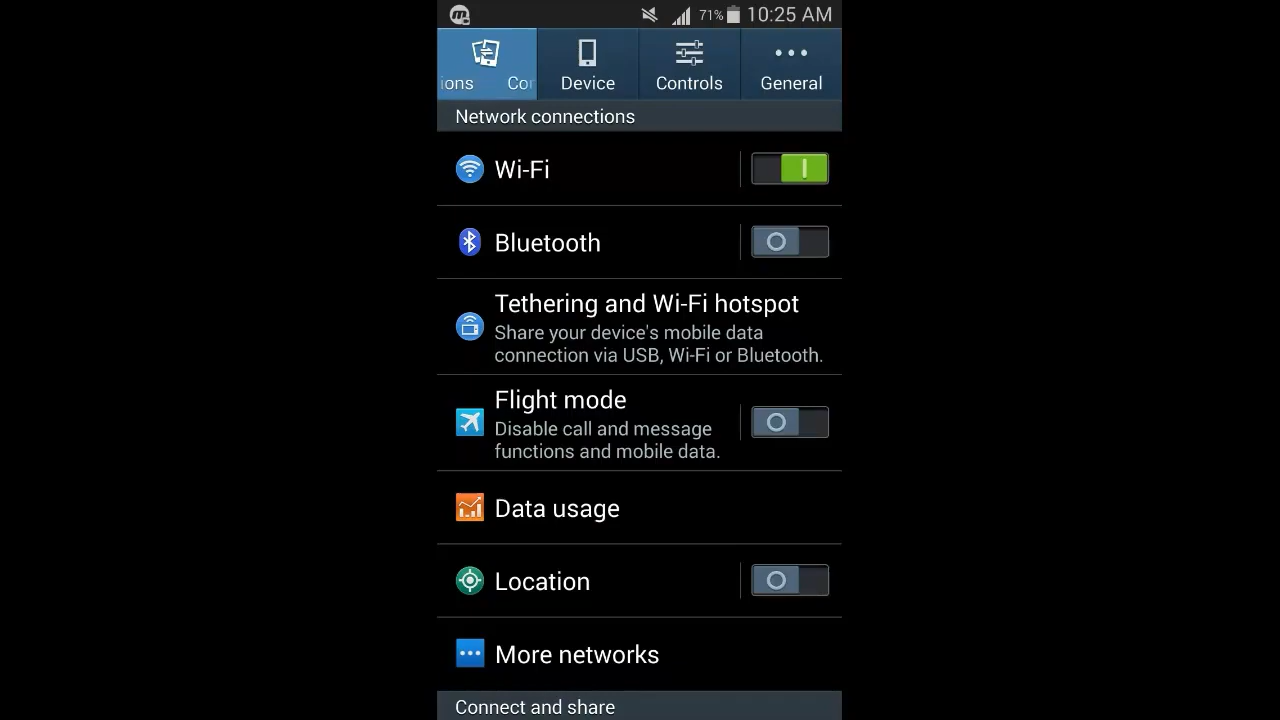 71% 10:25 AM
ions Cor Device Controls General
Network connections
Wi-Fi
Bluetooth
Tethering and Wi-Fi hotspot
Share your device's mobile data
connection via USB, Wi-Fi or Bluetooth.
Flight mode
Disable call and message
functions and mobile data.
Data usage
Location
More networks
Connect and share